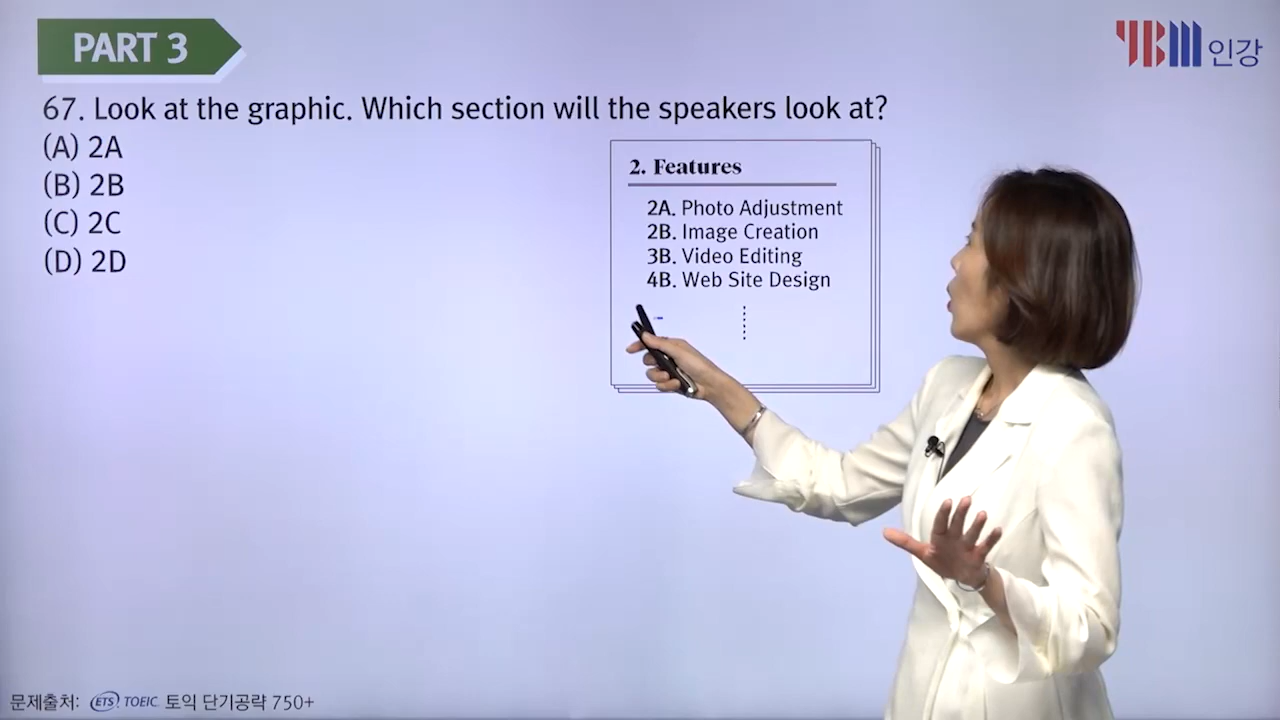 PART 3
YBM 인강
67. Look at the graphic. Which section will the speakers look at?
(A) 2A
(B) 2B
(C) 2C
(D) 2D
2. Features
2A. Photo Adjustment
2B. Image Creation
3B. Video Editing
4B. Web Site Design
문제출처: ETS TOEIC 토익 단기공략 750+